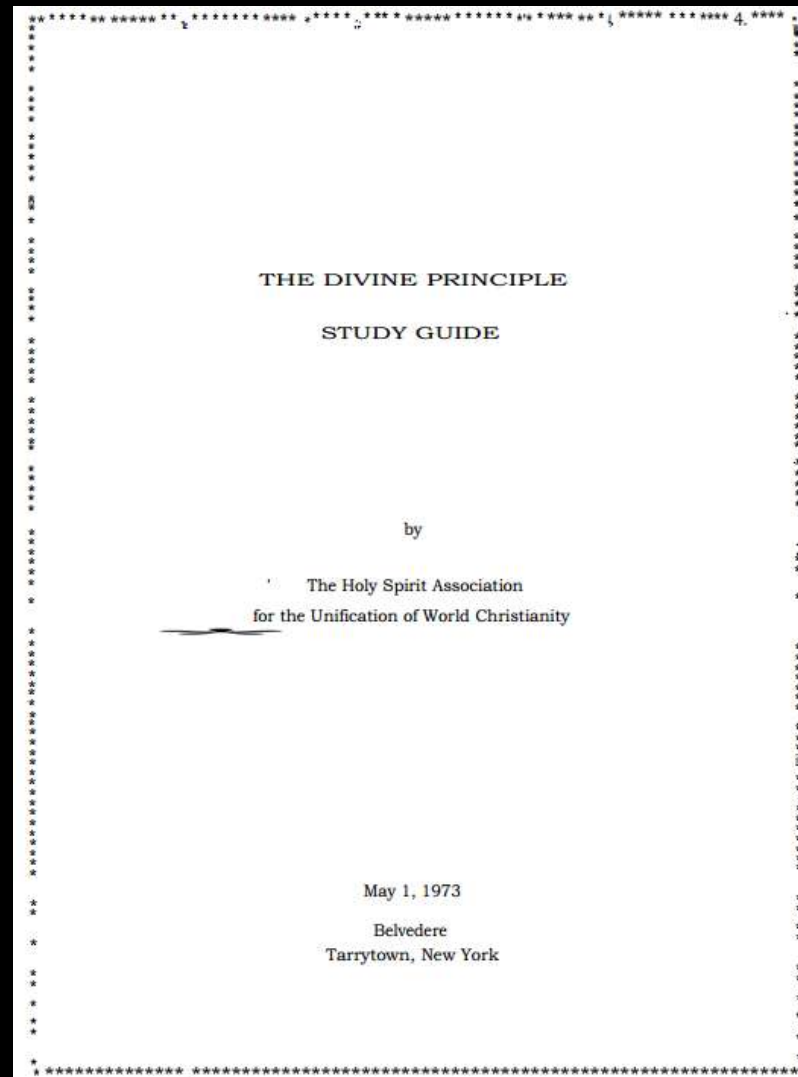 THE DIVINE PRINCIPLE
STUDY GUIDE
by
The Holy Spirit Association
for the Unification of World Christianity
May 1, 1973
Belvedere
Tarrytown, New York